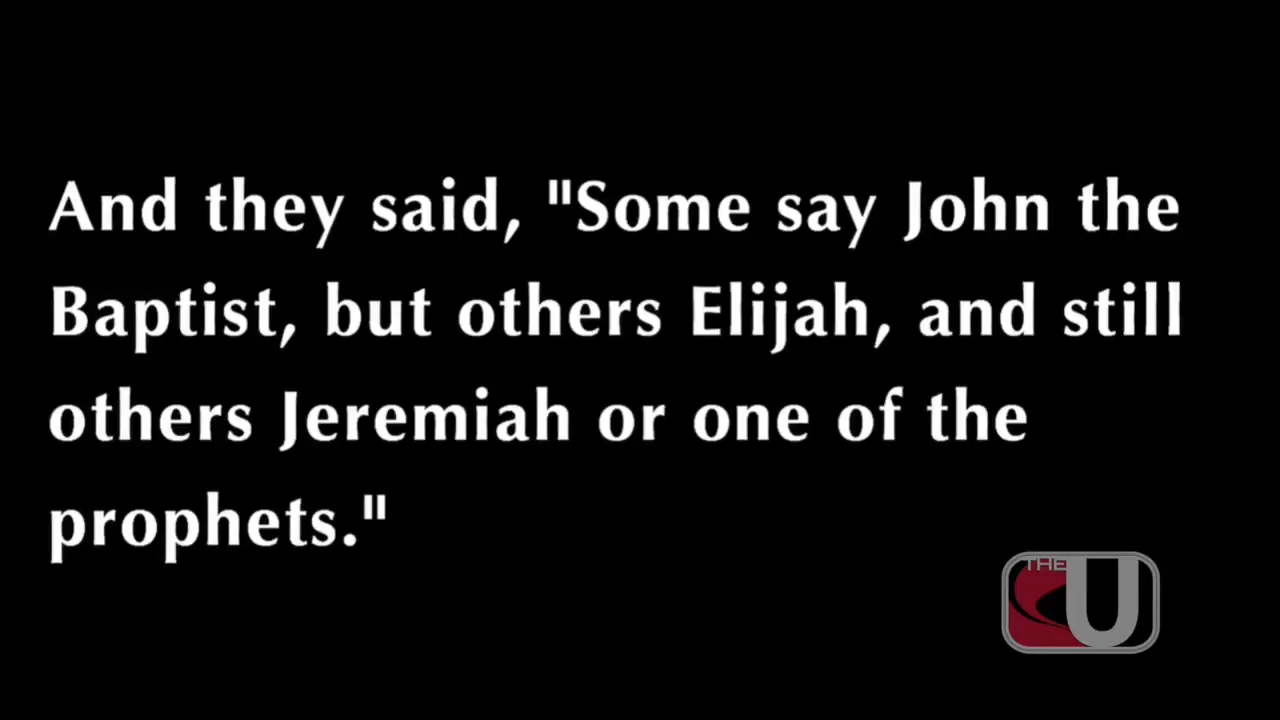 And they said, "Some say John the
Baptist, but others Elijah, and still
others Jeremiah or one of the
prophets."
THE
U